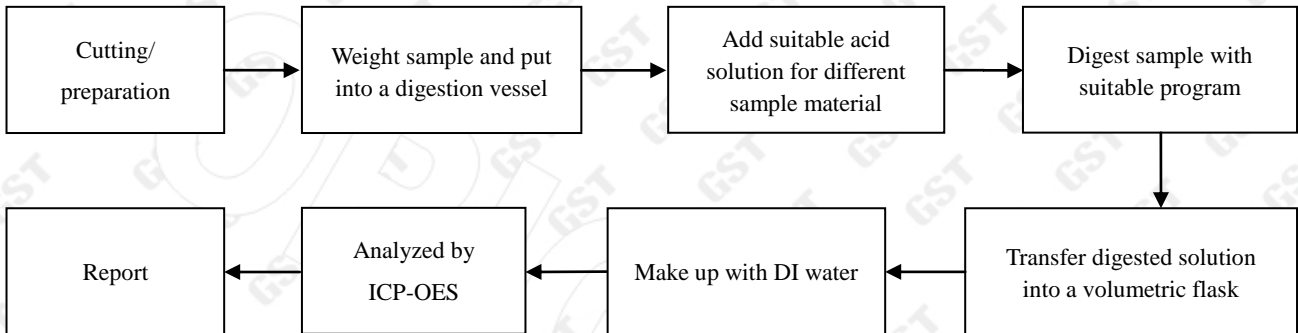 Cutting/
preparation
Weight sample and put
into a digestion vessel
Add suitable acid
solution for different
sample material
Digest sample with
suitable program
Transfer digested solution
into a volumetric flask
Make up with DI water
Analyzed by
ICP-OES
Report
GST